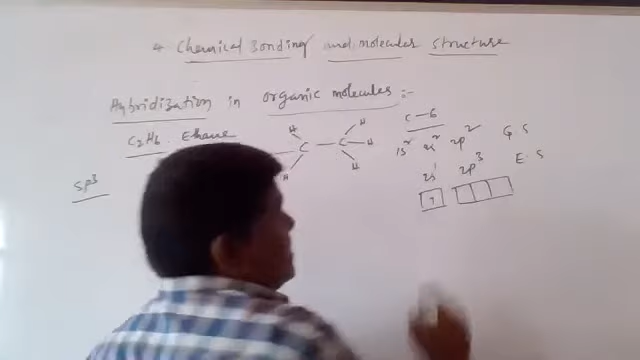 4. Chemical Bonding and molecular structure
Hybridization in organic molecules :-
C2H6 Ethane
sp3
H
H
C — C
H
H
H
C – 6
1s² 2s² 2p² G.S
2s¹ 2p³ E.S